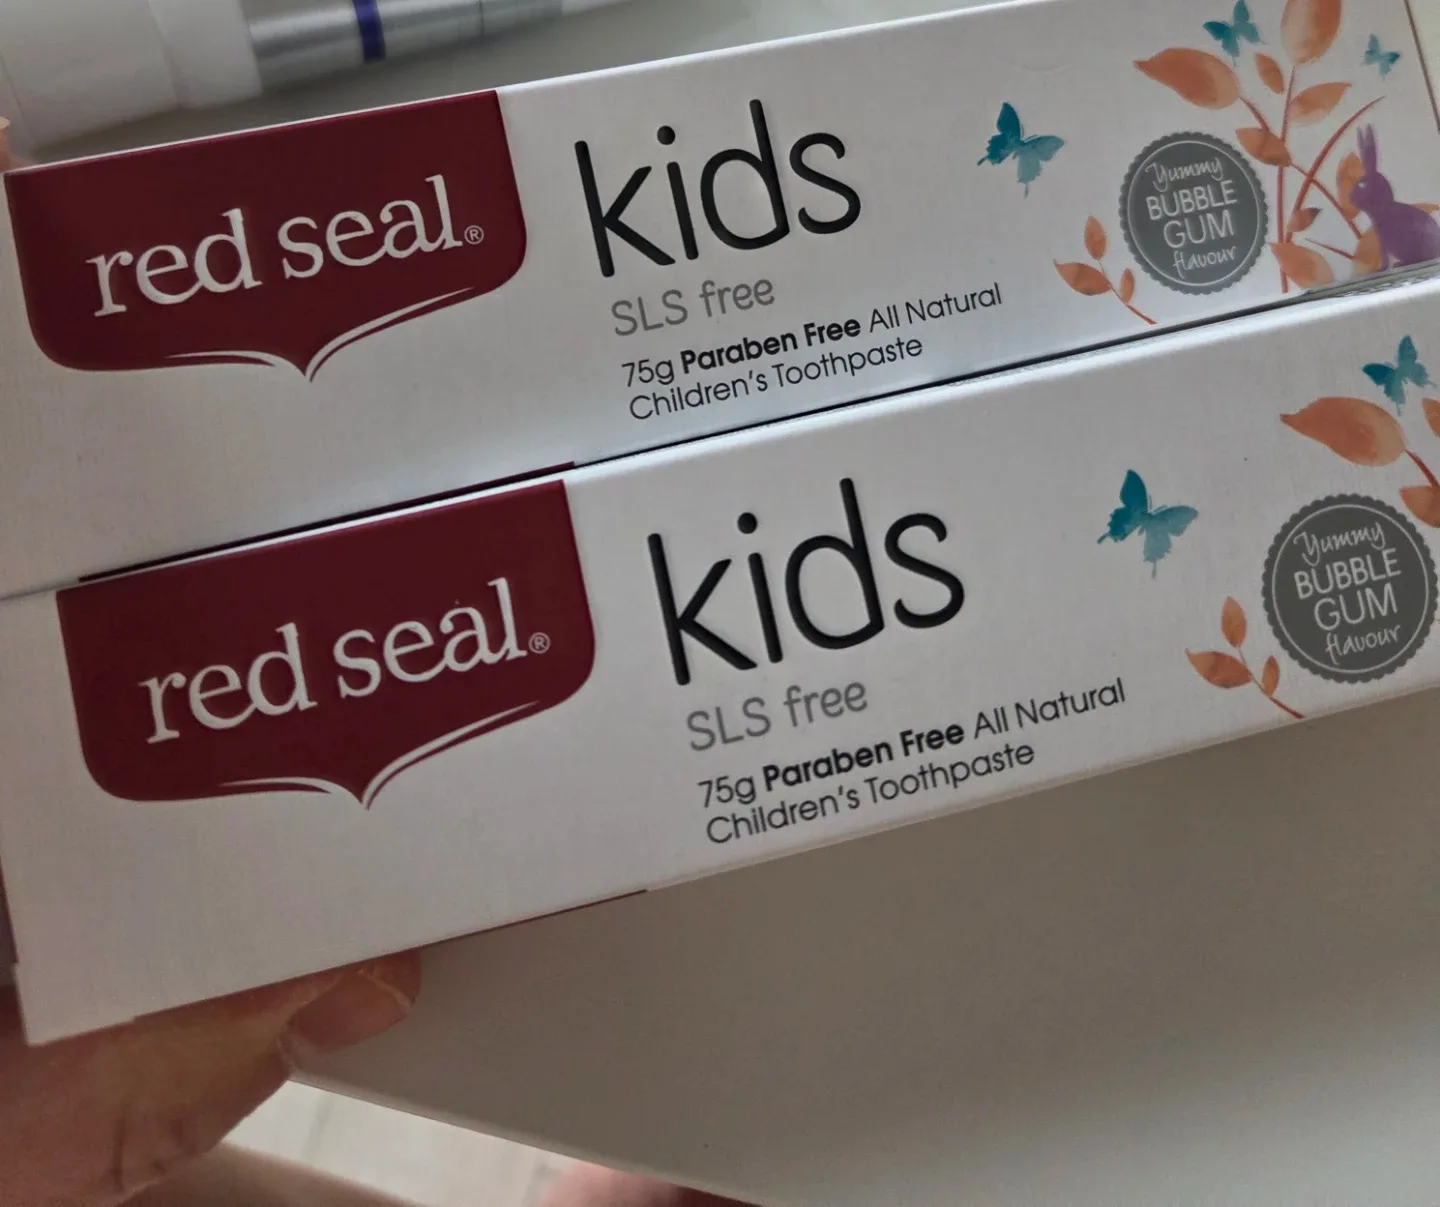 red seal®
kids
SLS free
75g Paraben Free All Natural
Children's Toothpaste
Yummy
BUBBLE
GUM
flavour
red seal®
kids
SLS free
75g Paraben Free All Natural
Children's Toothpaste
Yummy
BUBBLE
GUM
flavour